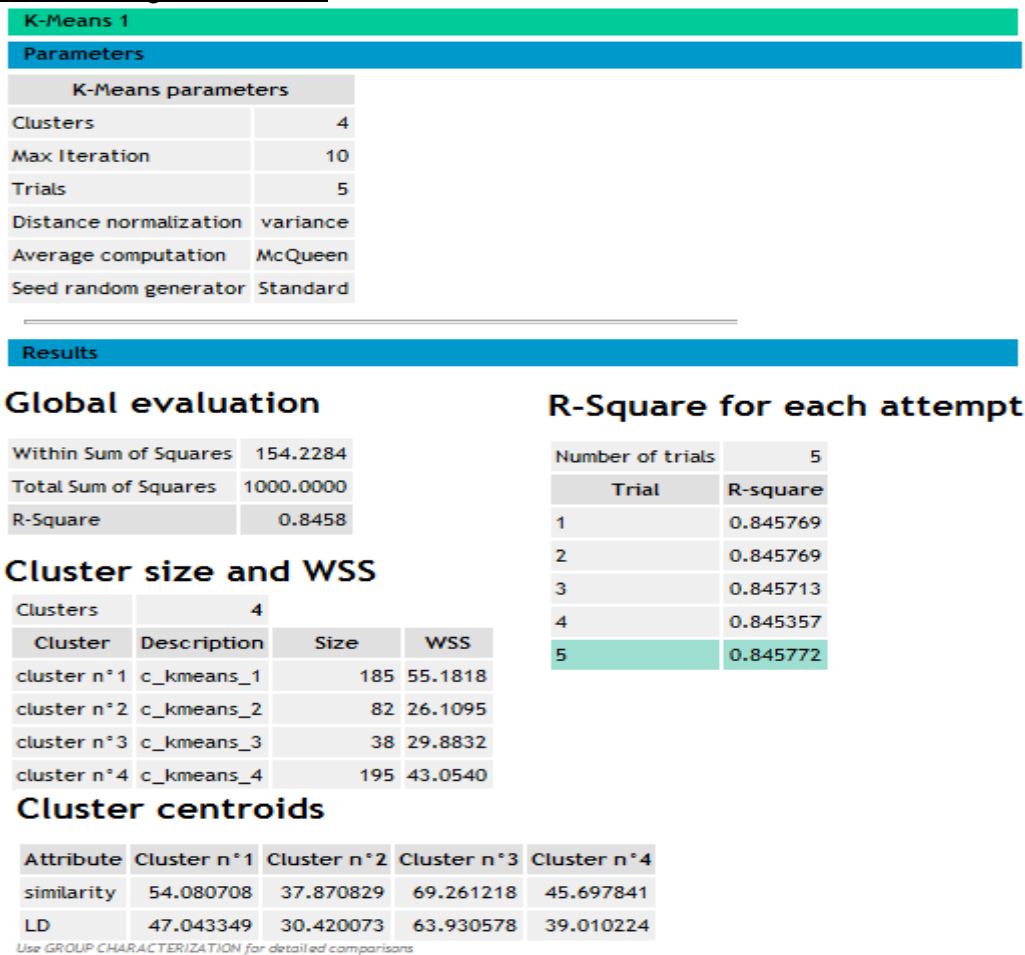 K-Means 1
Parameters
K-Means parameters
Clusters 4
Max Iteration 10
Trials 5
Distance normalization variance
Average computation McQueen
Seed random generator Standard
Results
Global evaluation
Within Sum of Squares 154.2284
Total Sum of Squares 1000.0000
R-Square 0.8458
Cluster size and WSS
Clusters 4
Cluster Description Size WSS
cluster n°1 c_kmeans_1 185 55.1818
cluster n°2 c_kmeans_2 82 26.1095
cluster n°3 c_kmeans_3 38 29.8832
cluster n°4 c_kmeans_4 195 43.0540
R-Square for each attempt
Number of trials 5
Trial R-square
1 0.845769
2 0.845769
3 0.845713
4 0.845357
5 0.845772
Cluster centroids
Attribute Cluster n°1 Cluster n°2 Cluster n°3 Cluster n°4
similarity 54.080708 37.870829 69.261218 45.697841
LD 47.043349 30.420073 63.930578 39.010224
Use GROUP CHARACTERIZATION for detailed comparisons